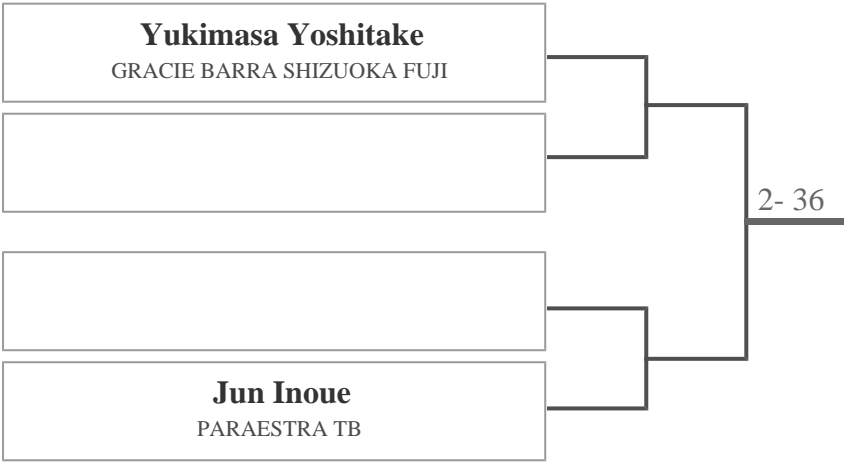 Yukimasa Yoshitake
GRACIE BARRA SHIZUOKA FUJI
2- 36
Jun Inoue
PARAESTRA TB